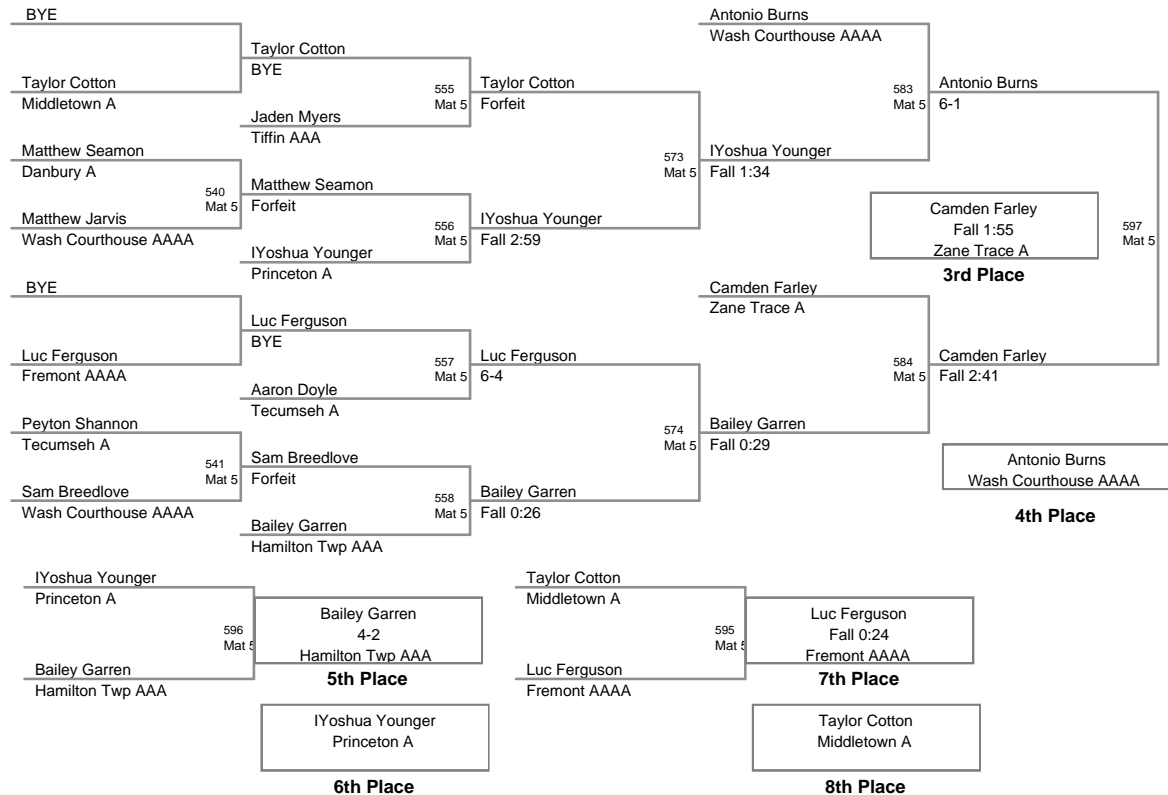 BYE
Taylor Cotton
Middletown A
Matthew Seamon
Danbury A
540
Mat 5
Matthew Jarvis
Wash Courthouse AAAA
BYE
Luc Ferguson
Fremont AAAA
Peyton Shannon
Tecumseh A
541
Mat 5
Sam Breedlove
Wash Courthouse AAAA
Taylor Cotton
BYE
555
Mat 5
Jaden Myers
Tiffin AAA
Matthew Seamon
Forfeit
556
Mat 5
IYoshua Younger
Princeton A
Luc Ferguson
BYE
557
Mat 5
Aaron Doyle
Tecumseh A
Sam Breedlove
Forfeit
558
Mat 5
Bailey Garren
Hamilton Twp AAA
Taylor Cotton
Forfeit
573
Mat 5
IYoshua Younger
Fall 2:59
Luc Ferguson
6-4
574
Mat 5
Bailey Garren
Fall 0:26
Antonio Burns
Wash Courthouse AAAA
583
Mat 5
IYoshua Younger
Fall 1:34
Camden Farley
Zane Trace A
584
Mat 5
Bailey Garren
Fall 0:29
Antonio Burns
6-1
597
Mat 5
Camden Farley
Fall 2:41
Camden Farley
Fall 1:55
Zane Trace A
3rd Place
Antonio Burns
Wash Courthouse AAAA
4th Place
IYoshua Younger
Princeton A
596
Mat 5
Bailey Garren
Hamilton Twp AAA
Bailey Garren
4-2
Hamilton Twp AAA
5th Place
IYoshua Younger
Princeton A
6th Place
Taylor Cotton
Middletown A
595
Mat 5
Luc Ferguson
Fremont AAAA
Luc Ferguson
Fall 0:24
Fremont AAAA
7th Place
Taylor Cotton
Middletown A
8th Place